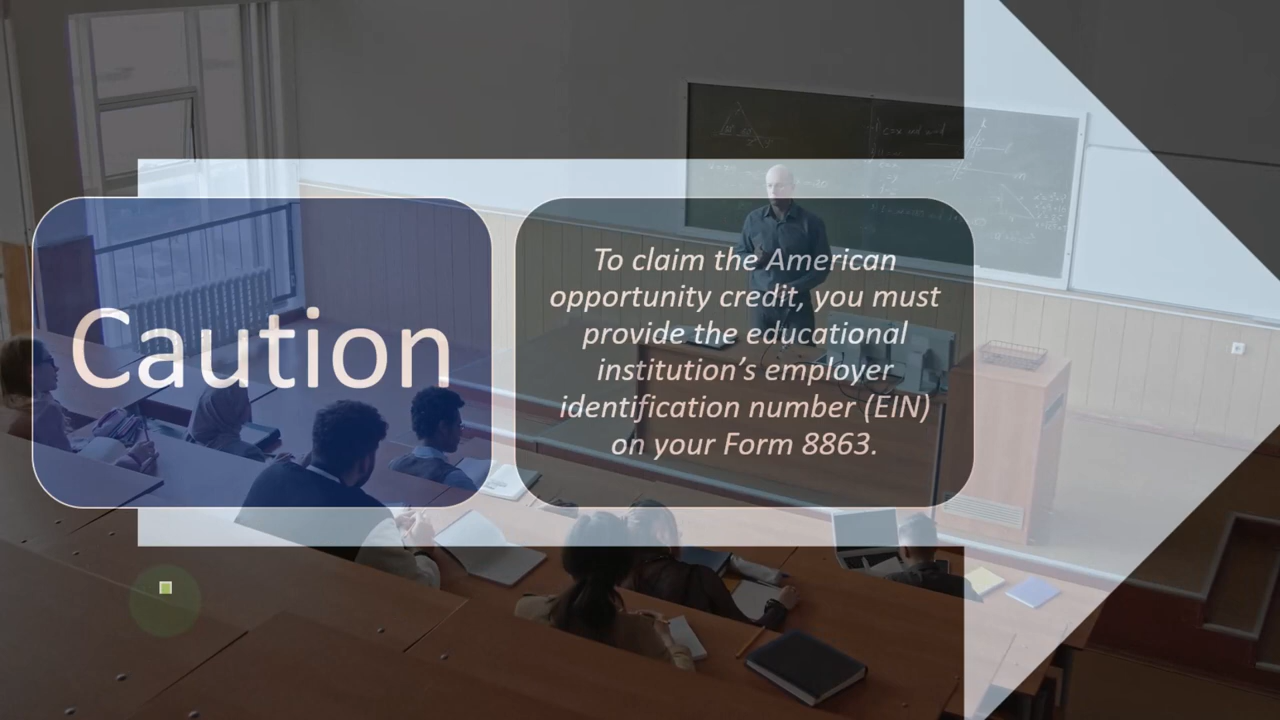 Caution
To claim the American
opportunity credit, you must
provide the educational
institution’s employer
identification number (EIN)
on your Form 8863.